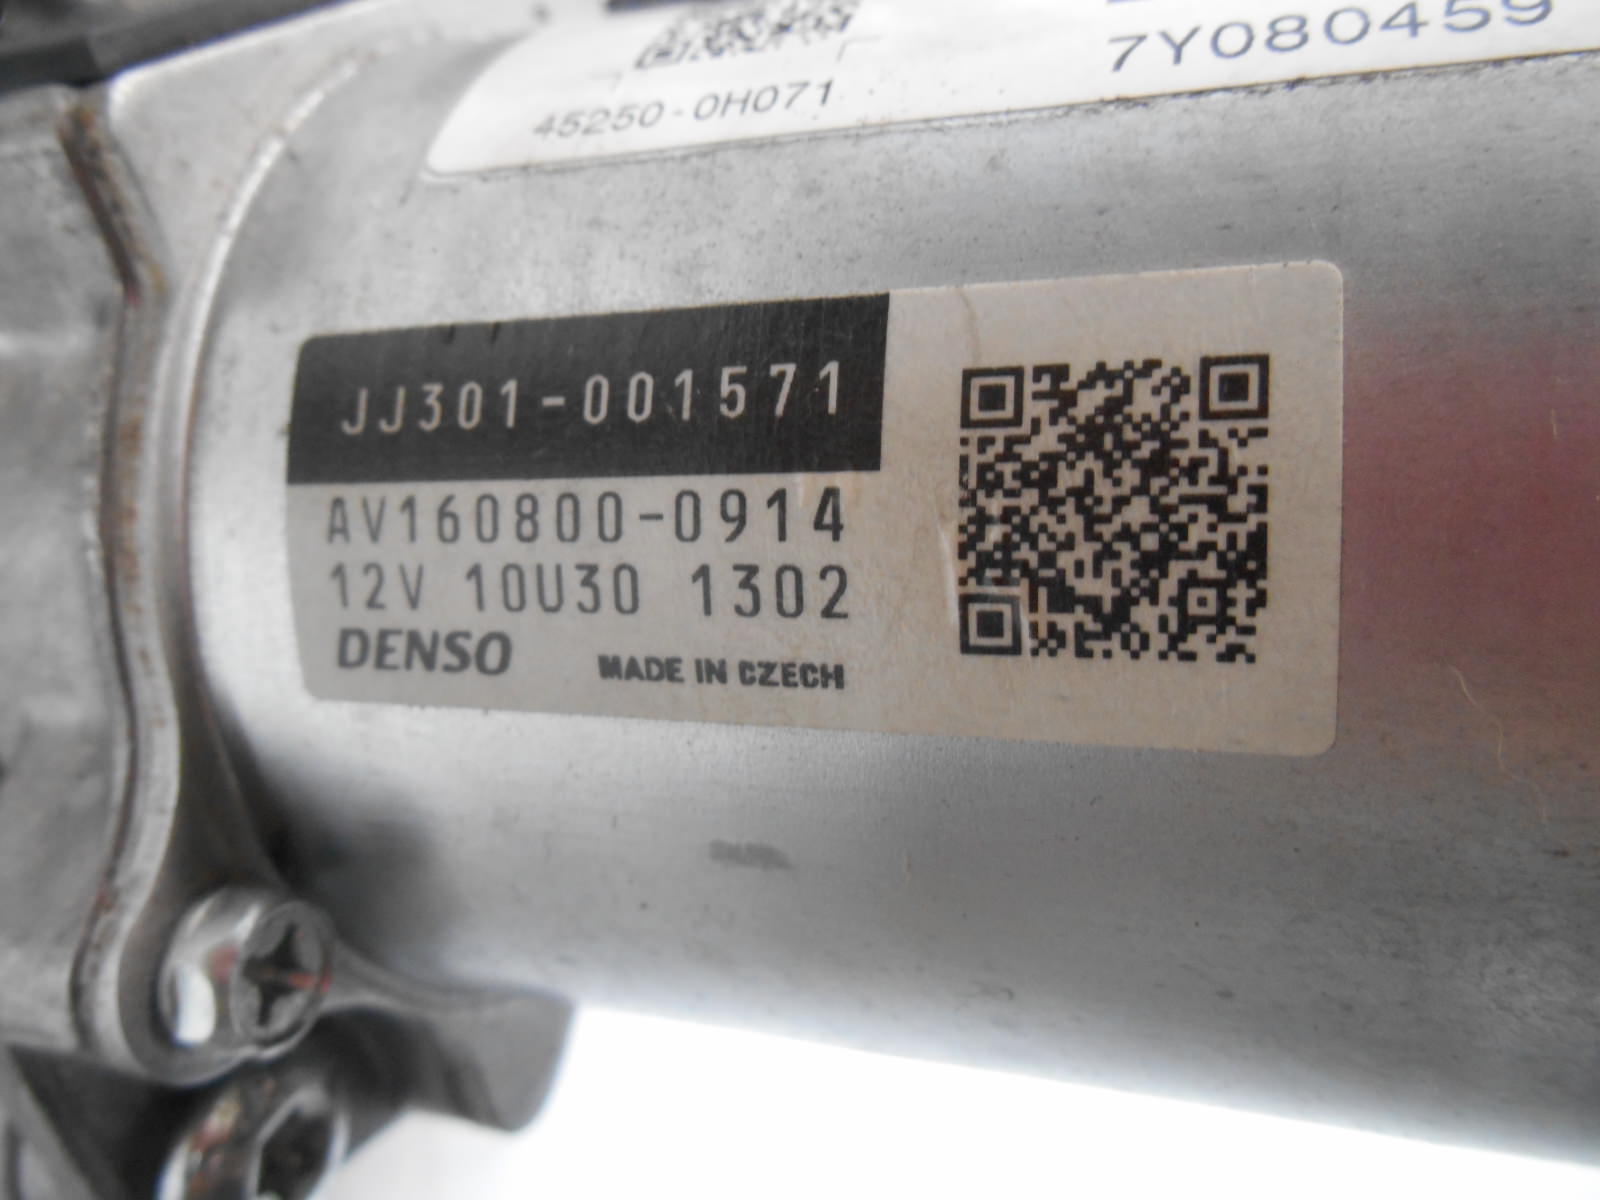 7Y080459
45250-0H071
JJ301-001571
AV160800-0914
12V 10U30 1302
DENSO
MADE IN CZECH